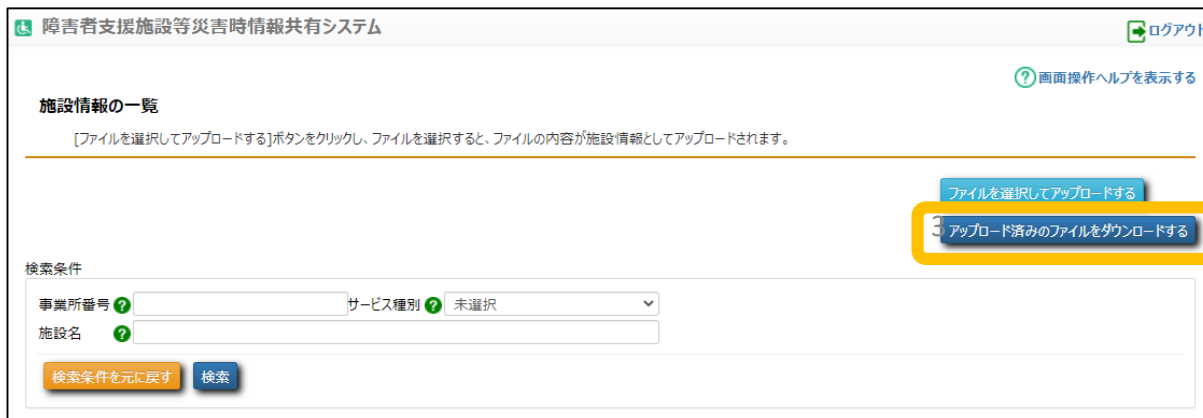 障害者支援施設等災害時情報共有システム
ログアウト
画面操作ヘルプを表示する
施設情報の一覧
[ファイルを選択してアップロードする]ボタンをクリックし、ファイルを選択すると、ファイルの内容が施設情報としてアップロードされます。
ファイルを選択してアップロードする
3 アップロード済みのファイルをダウンロードする
検索条件
事業所番号 ? サービス種別 ? 未選択
施設名 ?
検索条件を元に戻す 検索